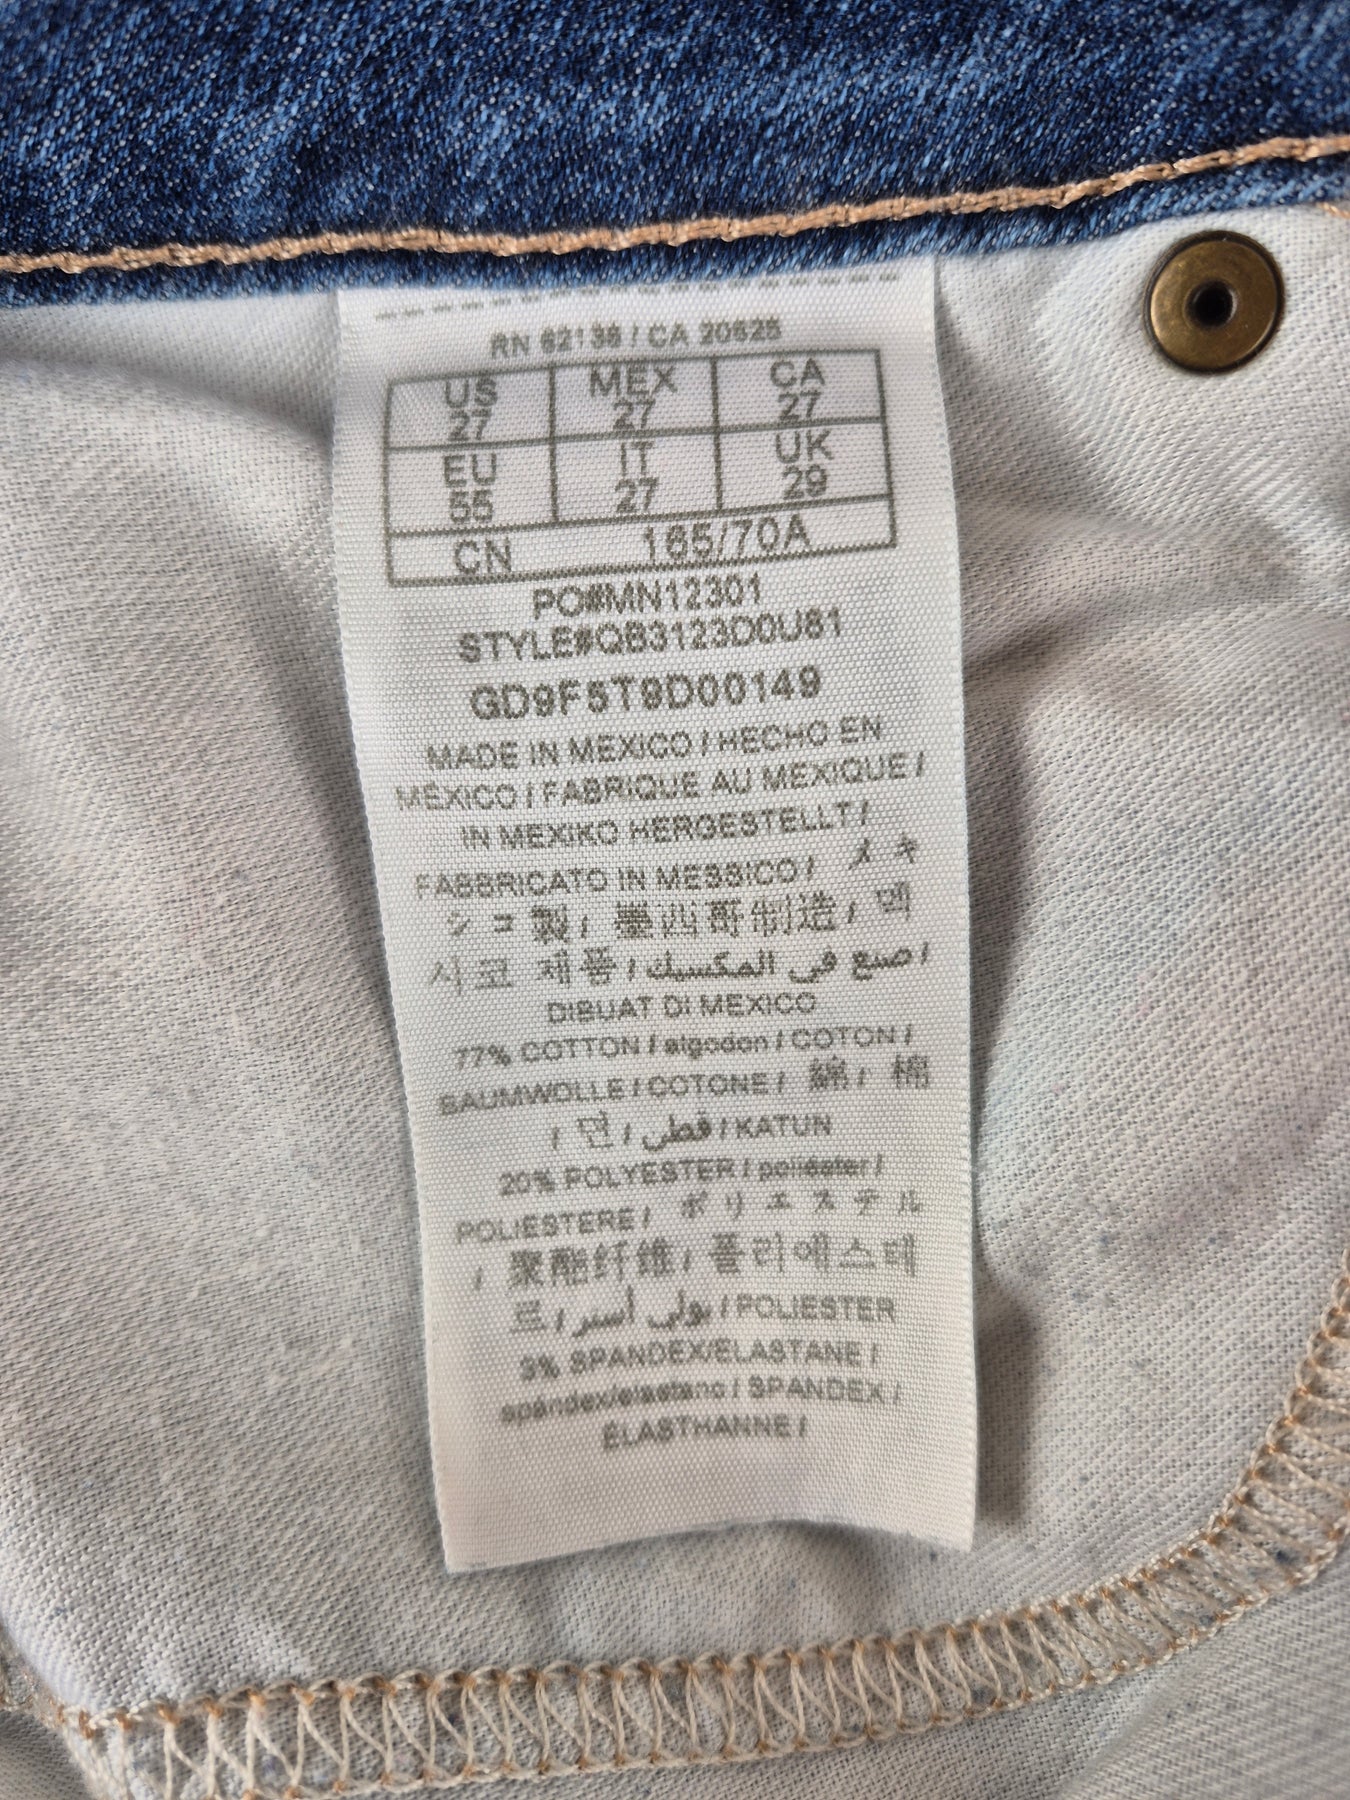 RN 62136 / CA 20625
US MEX CA
27 27 27
EU IT UK
55 27 29
CN 165/70A
PO#MN12301
STYLE#QB3123D0U81
GD9F5T9D00149
MADE IN MEXICO / HECHO EN
MÉXICO / FABRIQUE AU MEXIQUE /
IN MEXIKO HERGESTELLT /
FABBRICATO IN MESSICO / メキ
シコ製 / 墨西哥制造 / 멕
시코 제품 / صنع في المكسيك /
DIBUAT DI MEXICO
77% COTTON / algodon / COTON /
BAUMWOLLE / COTONE / 綿 / 棉
/ 면 / قطن / KATUN
20% POLYESTER / poliéster /
POLIESTERE / ポリエステル
/ 聚酯纤维 / 폴리에스테
르 / بولي أستر / POLIESTER
3% SPANDEX/ELASTANE /
spandex/elastano / SPANDEX /
ÉLASTHANNE /